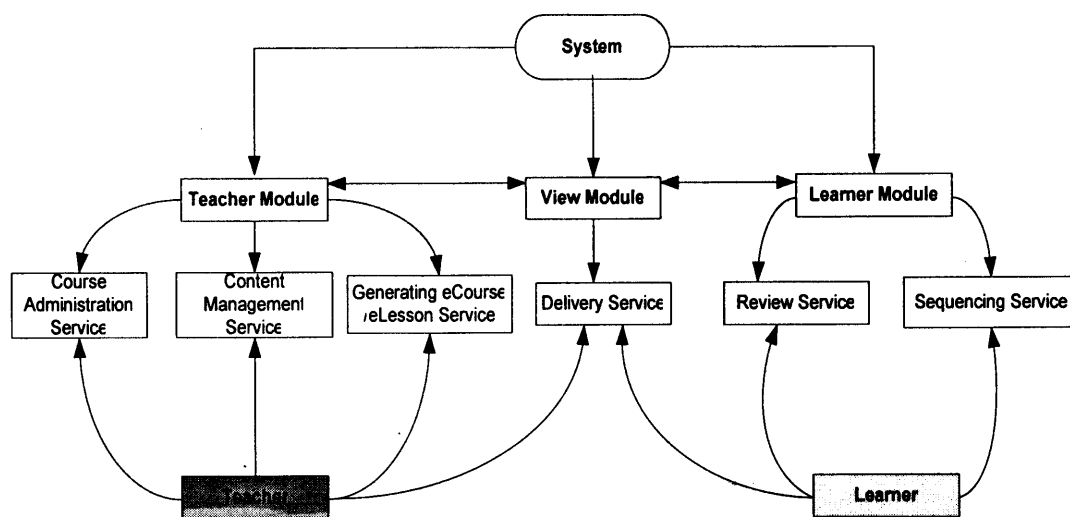 System
Teacher Module
View Module
Learner Module
Course
Administration
Service
Content
Management
Service
Generating eCourse
/eLesson Service
Delivery Service
Review Service
Sequencing Service
Teacher
Learner